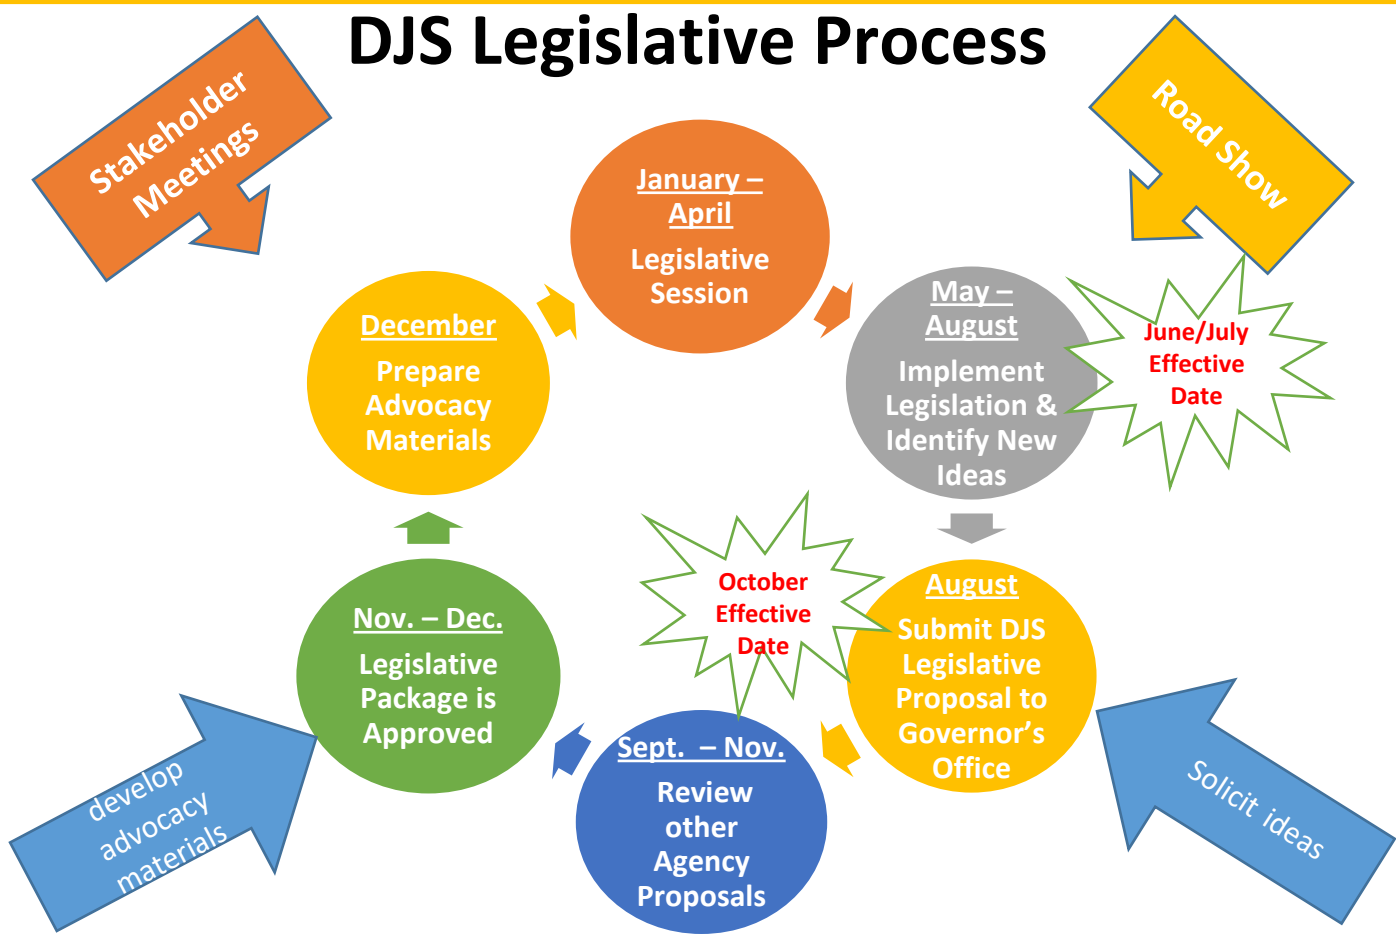 DJS Legislative Process
Stakeholder
Meetings
Road Show
January –
April
Legislative
Session
May –
August
Implement
Legislation &
Identify New
Ideas
June/July
Effective
Date
August
Submit DJS
Legislative
Proposal to
Governor's
Office
October
Effective
Date
Solicit ideas
Sept.  – Nov.
Review
other
Agency
Proposals
Nov. – Dec.
Legislative
Package is
Approved
develop
advocacy
materials
December
Prepare
Advocacy
Materials